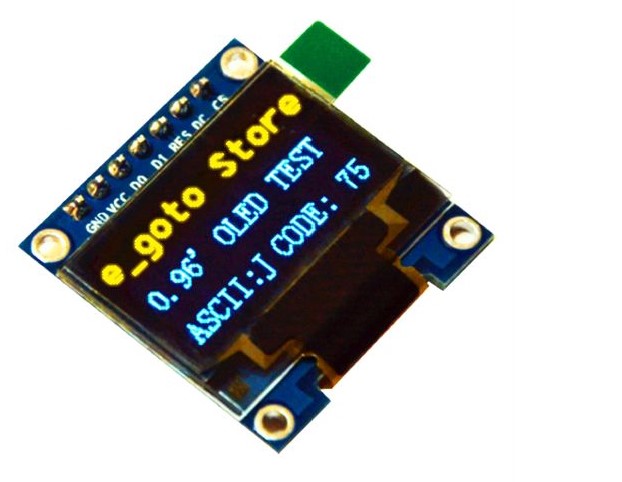 GND VCC D0 D1 RES DC CS
e_goto Store
0.96' OLED TEST
ASCII:J CODE: 75